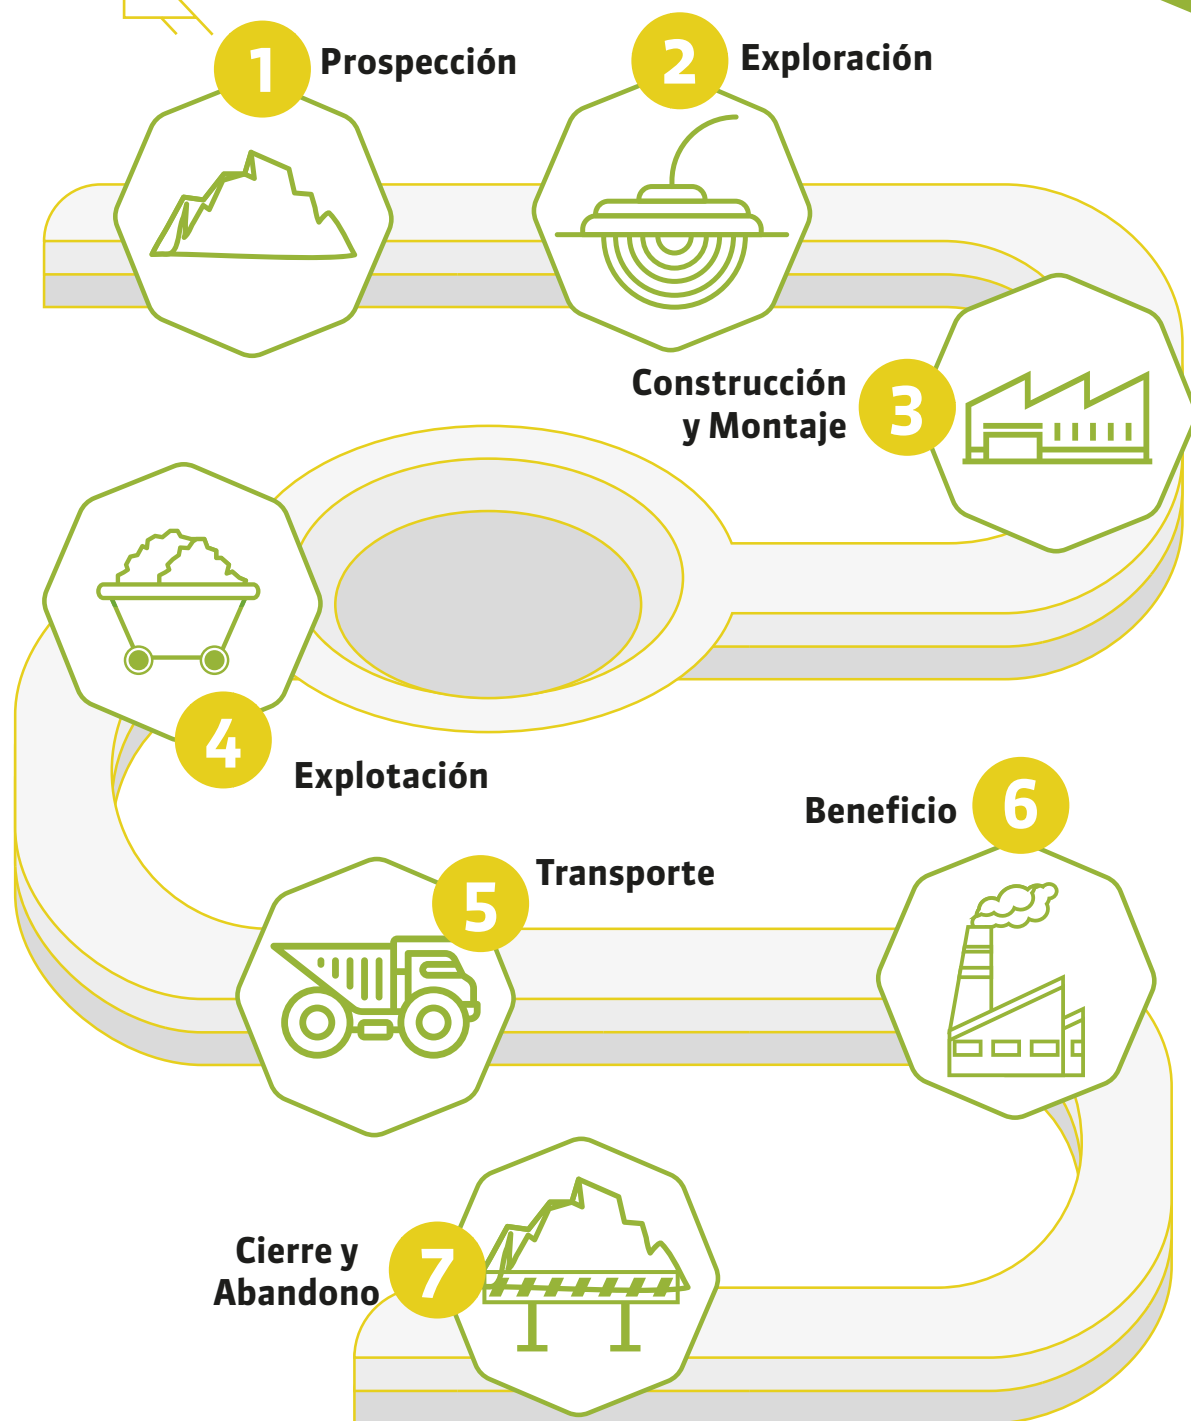 1
Prospección
2
Exploración
3
Construcción
y Montaje
4
Explotación
5
Transporte
6
Beneficio
7
Cierre y
Abandono